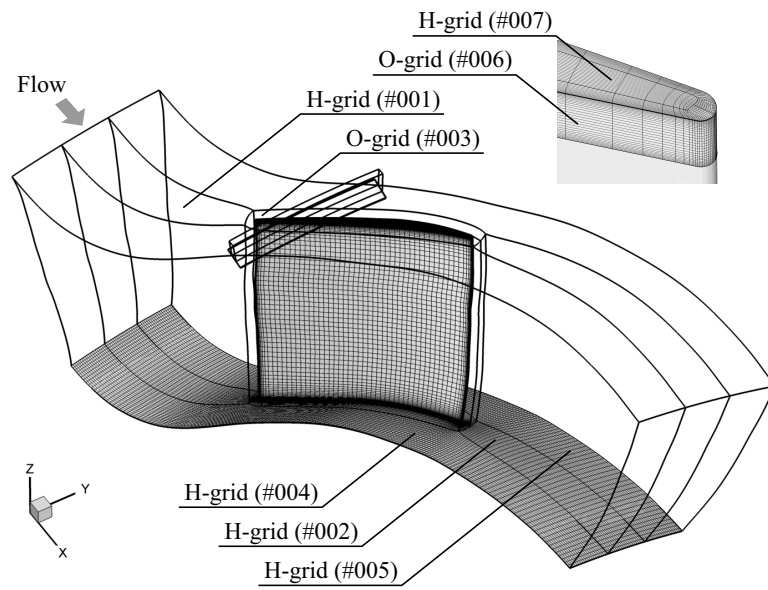 H-grid (#007)
O-grid (#006)
Flow
H-grid (#001)
O-grid (#003)
H-grid (#004)
H-grid (#002)
H-grid (#005)
Z
Y
X